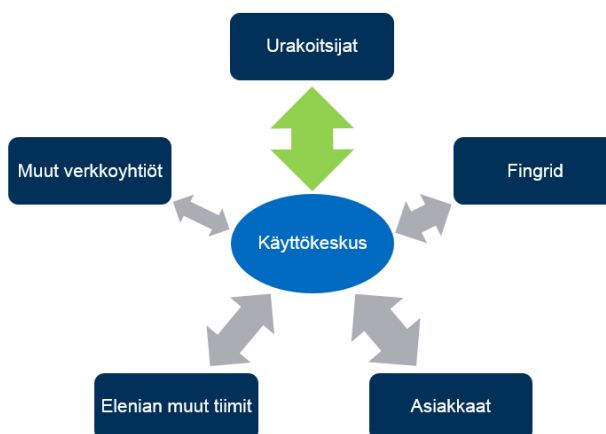 Urakoitsijat
Muut verkkoyhtiöt
Fingrid
Käyttökeskus
Elenian muut tiimit
Asiakkaat